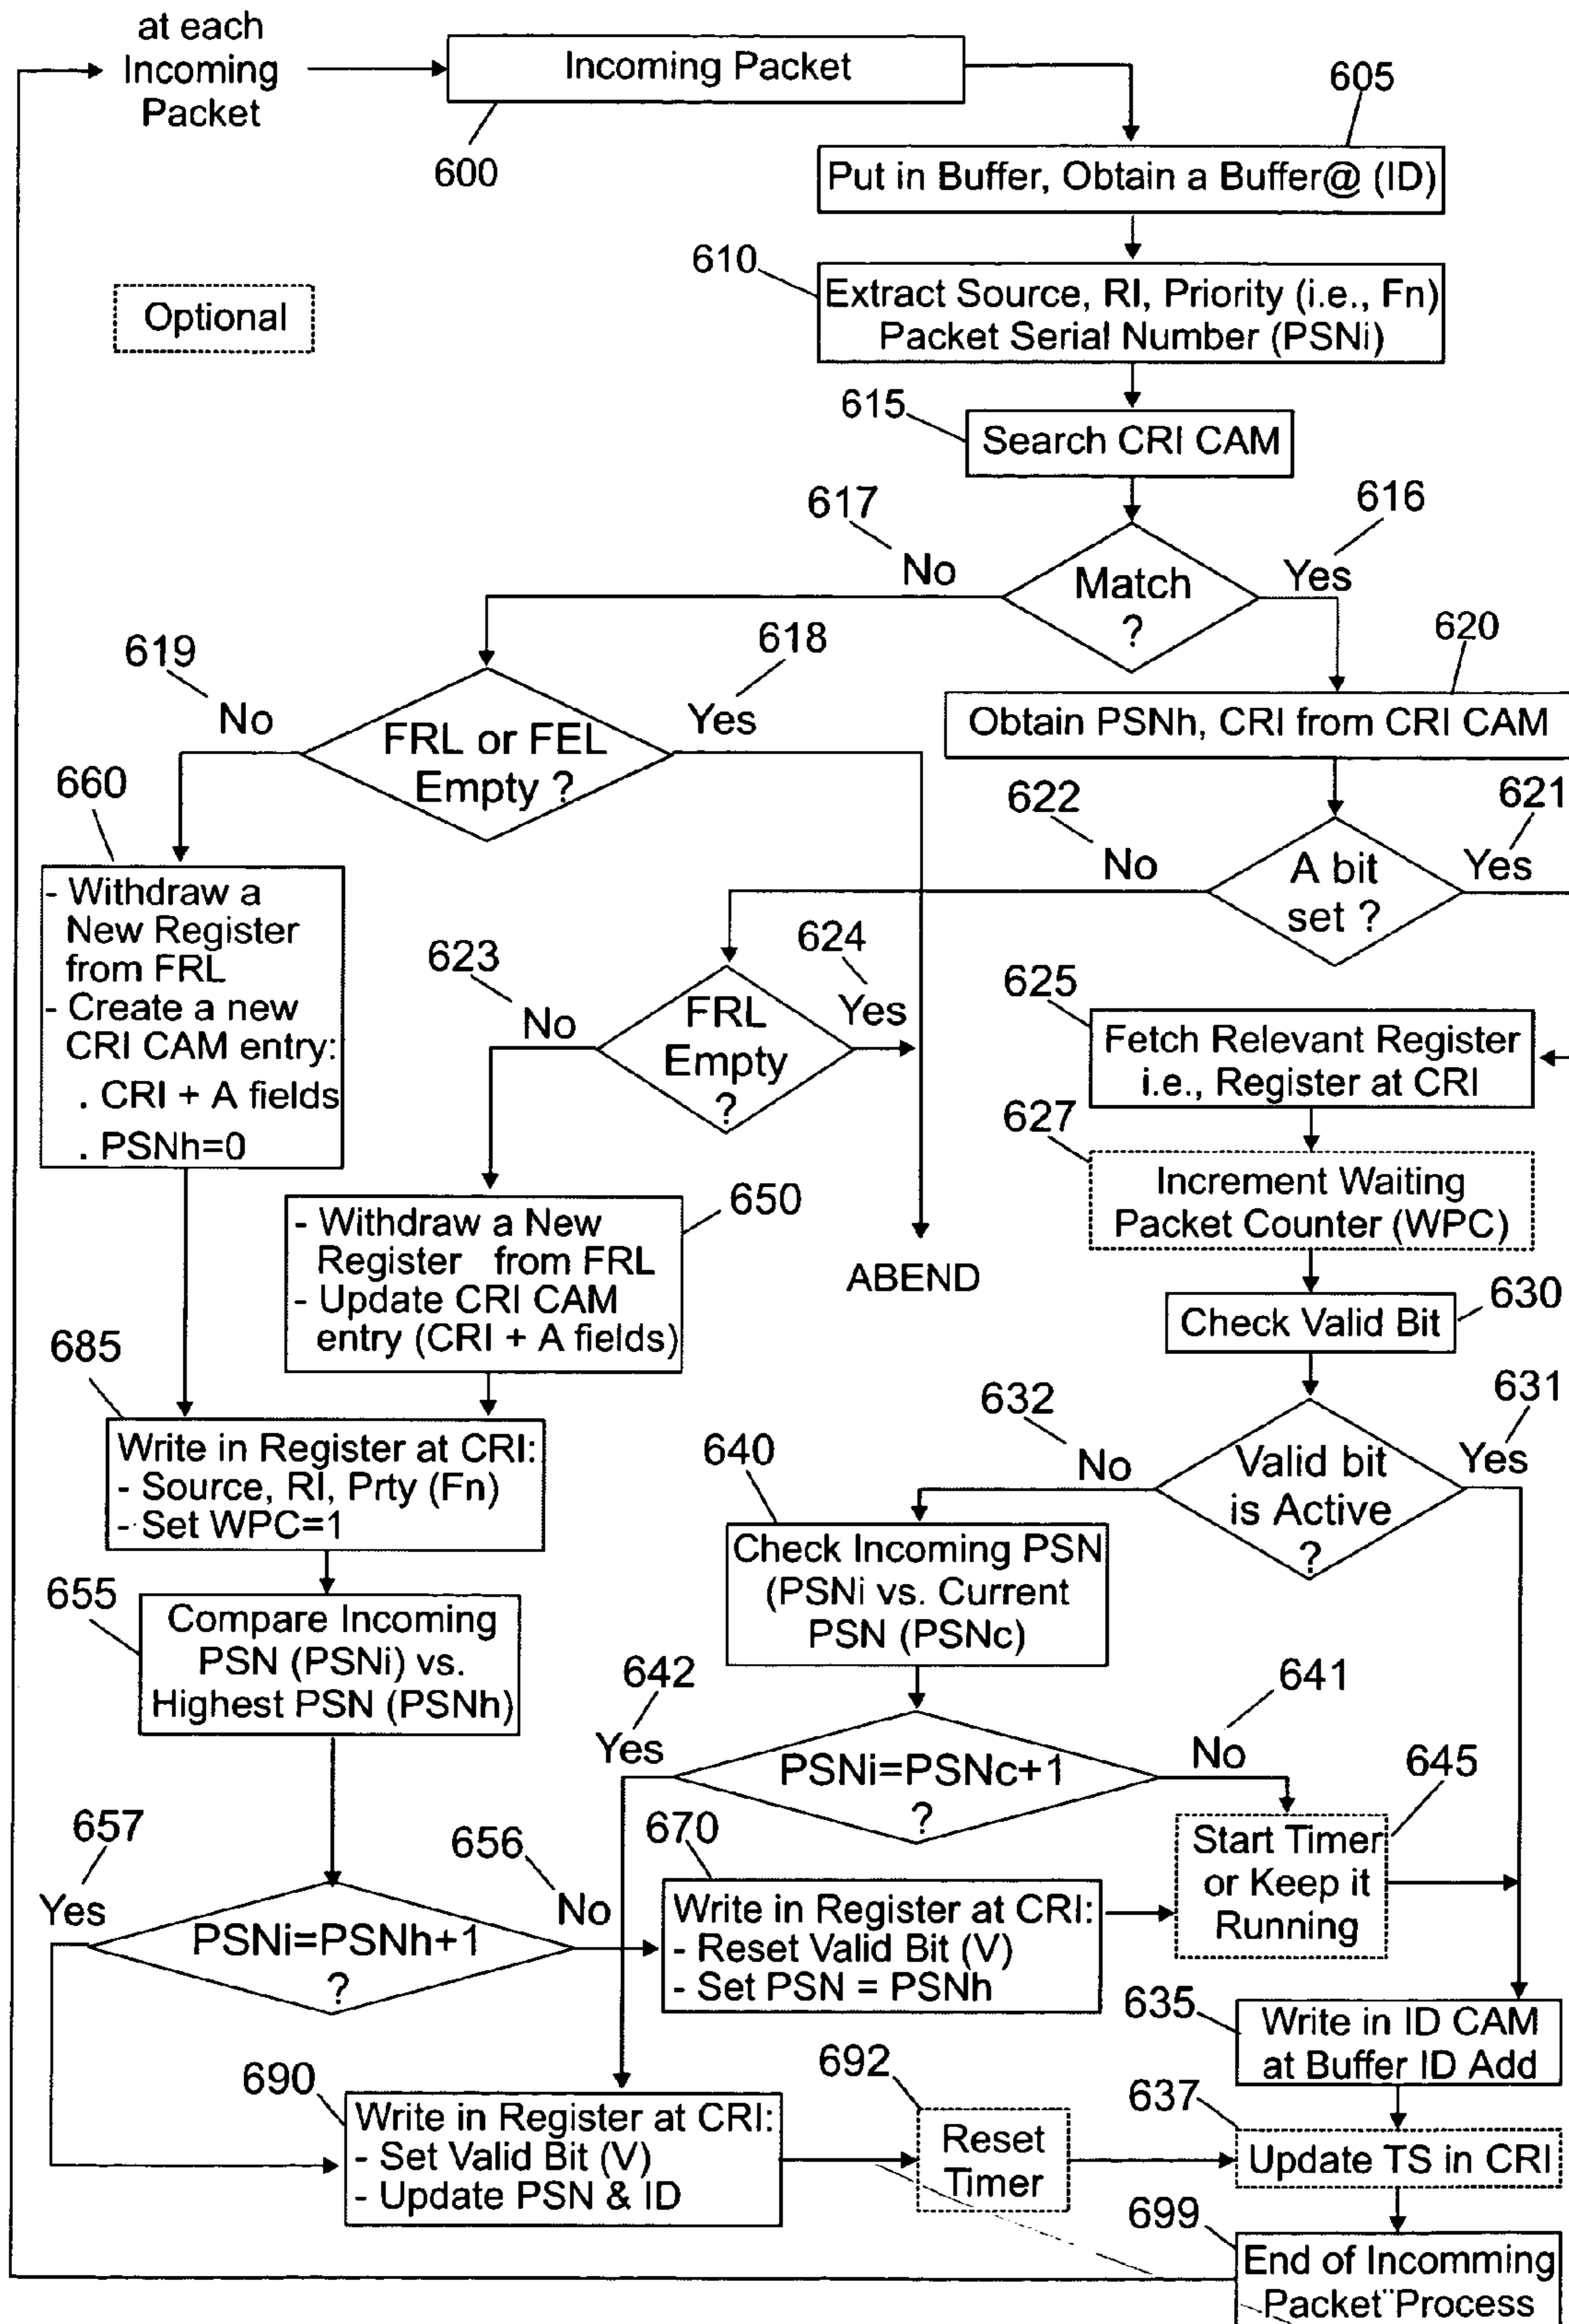 at each
Incoming
Packet
Incoming Packet
600
605
Put in Buffer, Obtain a Buffer@ (ID)
610
Extract Source, RI, Priority (i.e., Fn)
Packet Serial Number (PSNi)
Optional
615
Search CRI CAM
617
616
No
Match
?
Yes
619
618
620
No
FRL or FEL
Empty ?
Yes
Obtain PSNh, CRI from CRI CAM
660
622
621
No
A bit
set ?
Yes
- Withdraw a
New Register
from FRL
- Create a new
CRI CAM entry:
. CRI + A fields
. PSNh=0
623
624
No
FRL
Empty
?
Yes
625
Fetch Relevant Register
i.e., Register at CRI
627
Increment Waiting
Packet Counter (WPC)
650
- Withdraw a New
Register from FRL
- Update CRI CAM
entry (CRI + A fields)
ABEND
630
Check Valid Bit
685
632
631
Write in Register at CRI:
- Source, RI, Prty (Fn)
- Set WPC=1
640
No
Valid bit
is Active
?
Yes
Check Incoming PSN
(PSNi vs. Current
PSN (PSNc)
655
Compare Incoming
PSN (PSNi) vs.
Highest PSN (PSNh)
642
641
Yes
PSNi=PSNc+1
?
No
645
657
656
670
Start Timer
or Keep it
Running
Yes
PSNi=PSNh+1
?
No
Write in Register at CRI:
- Reset Valid Bit (V)
- Set PSN = PSNh
635
Write in ID CAM
at Buffer ID Add
690
692
637
Write in Register at CRI:
- Set Valid Bit (V)
- Update PSN & ID
Reset
Timer
Update TS in CRI
699
End of Incomming
Packet Process